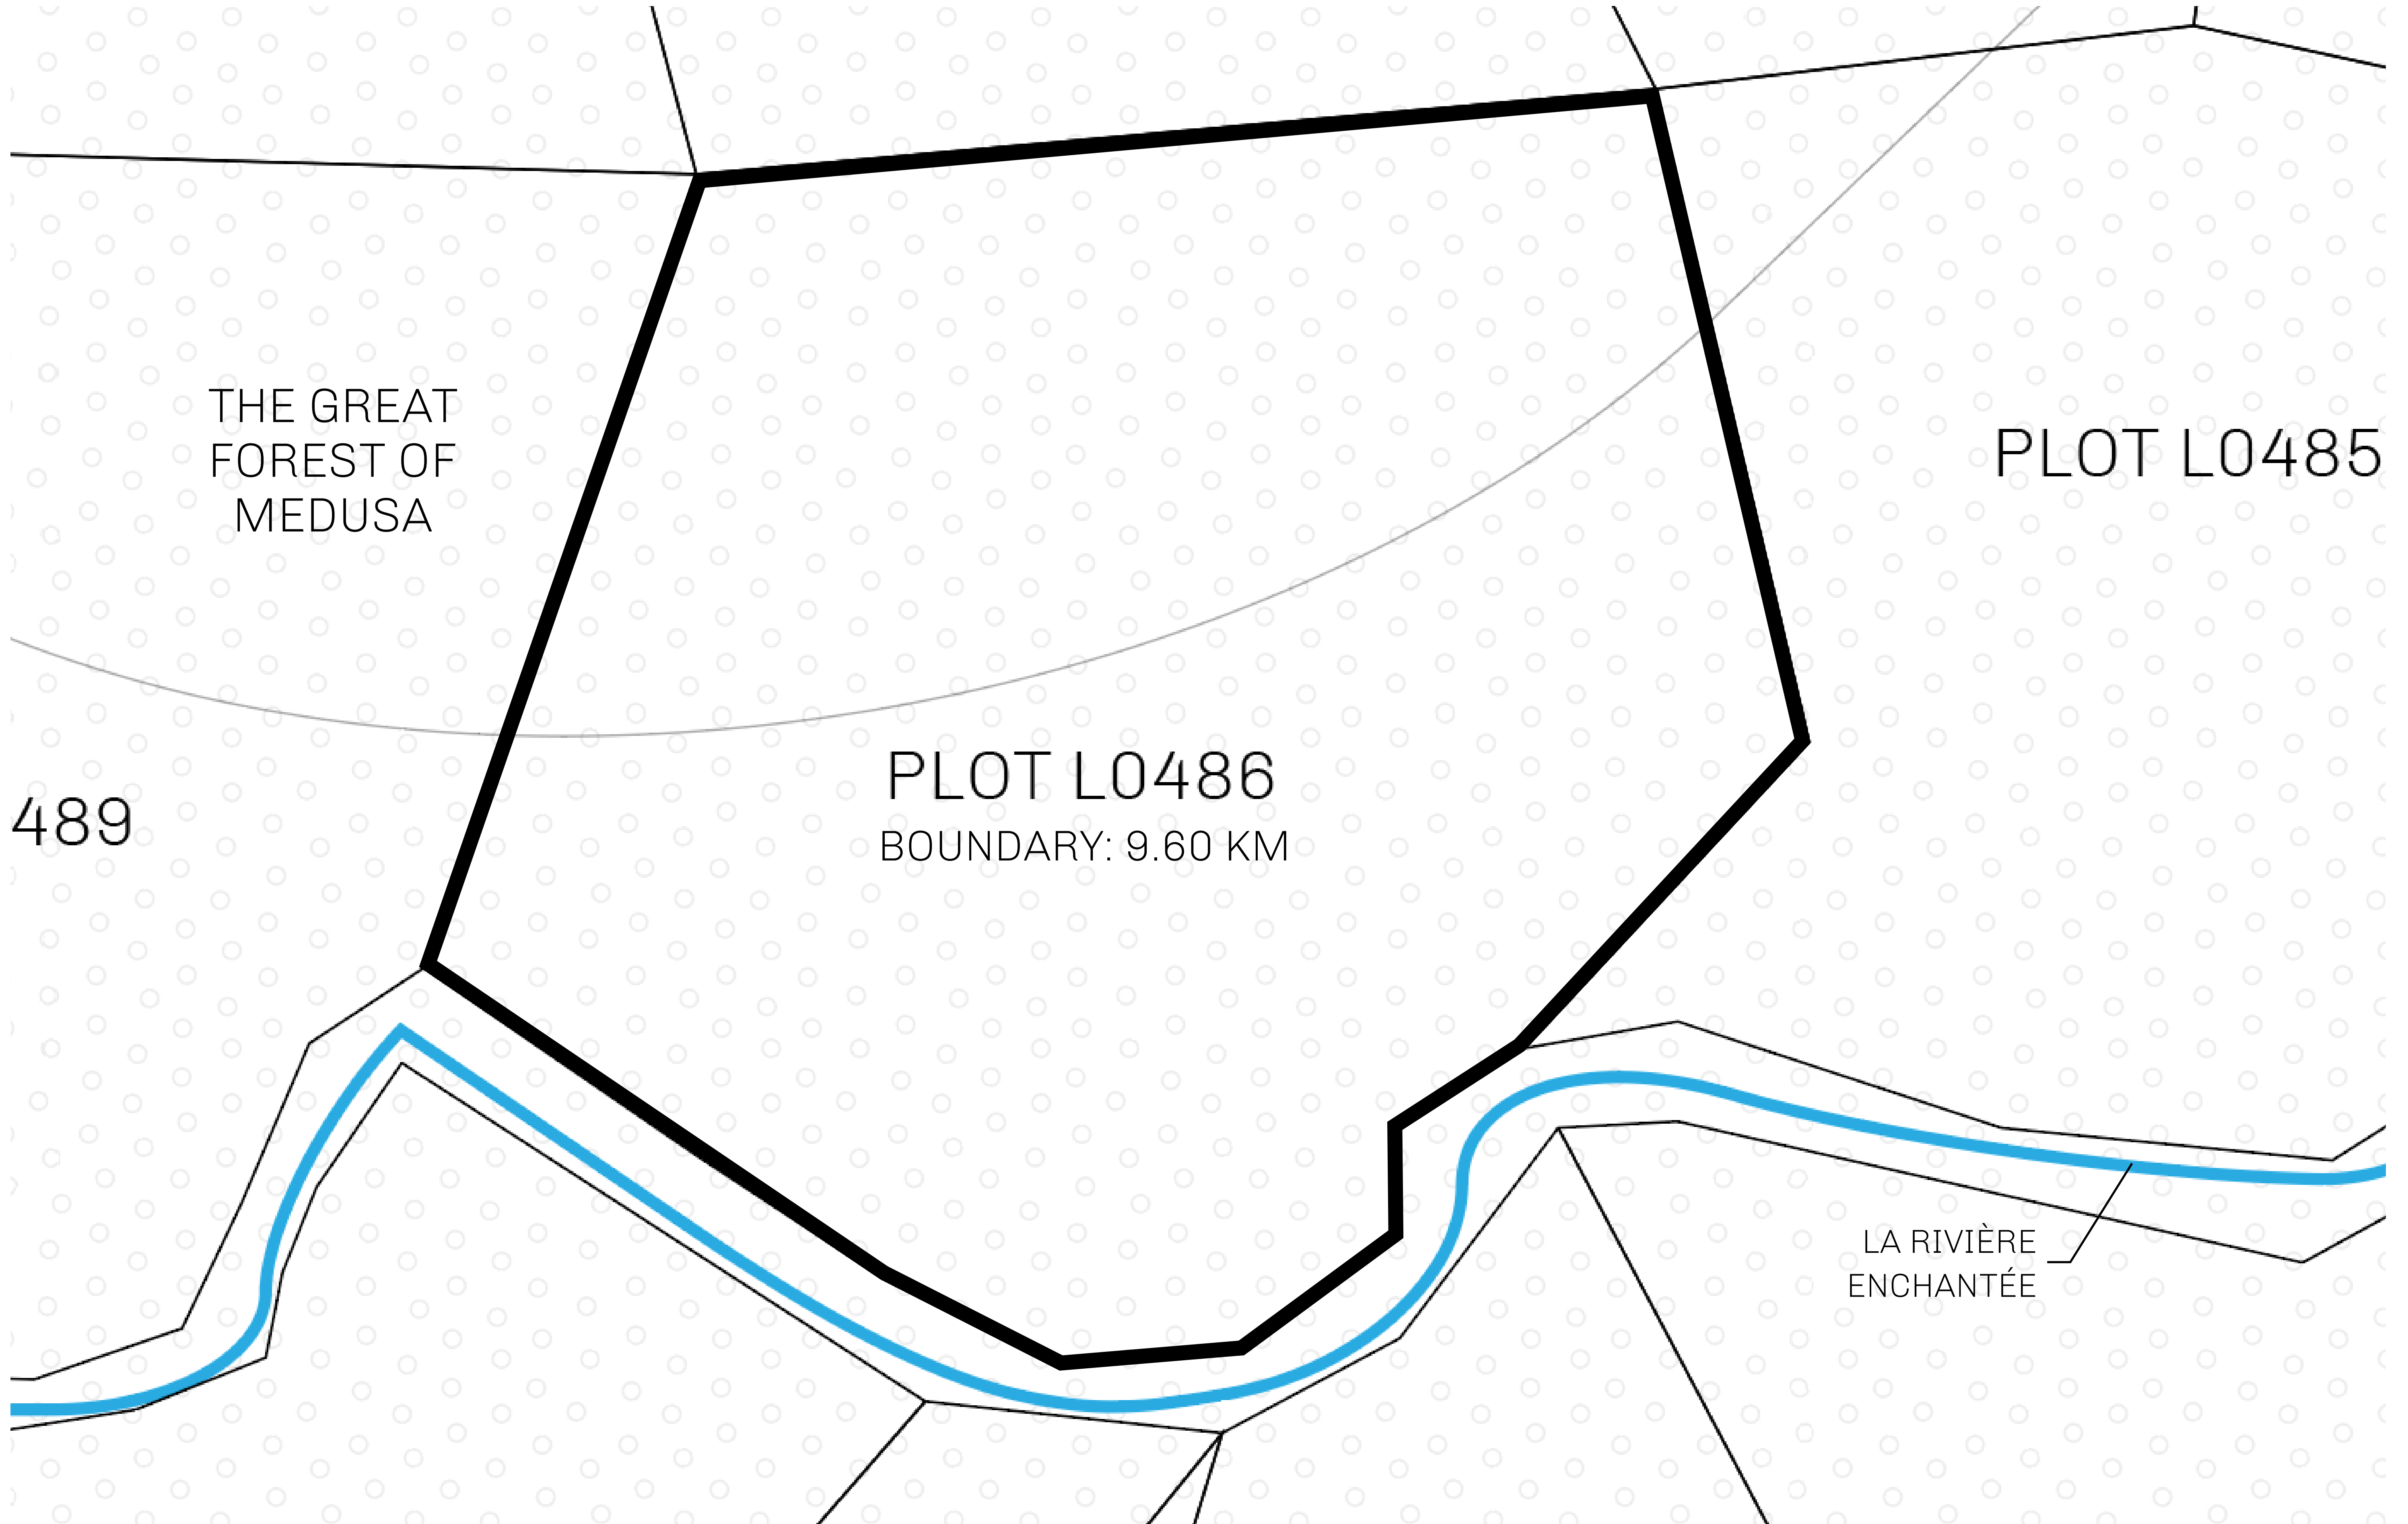 THE GREAT
FOREST OF
MEDUSA
PLOT L0485
PLOT L0486
BOUNDARY: 9.60 KM
489
LA RIVIÈRE
ENCHANTÉE